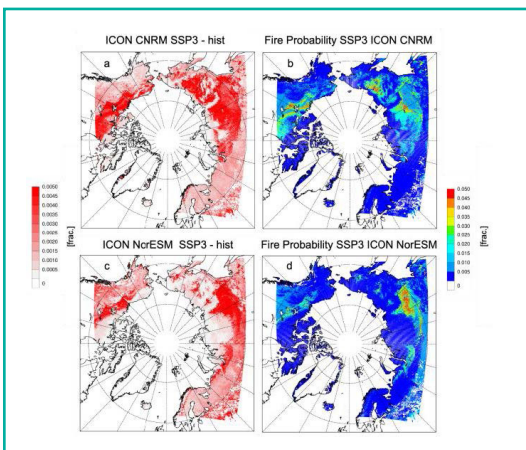 ICON CNRM SSP3 - hist
Fire Probability SSP3 ICON CNRM
a
b
0.0050
0.0045
0.0040
0.0035
0.0030
0.0025
0.0020
0.0015
0.0010
0.0005
0
[frac.]
0.050
0.040
0.035
0.030
0.025
0.020
0.015
0.010
0.005
0
[frac.]
ICON NcrESM SSP3 - hist
Fire Probability SSP3 ICON NorESM
c
d